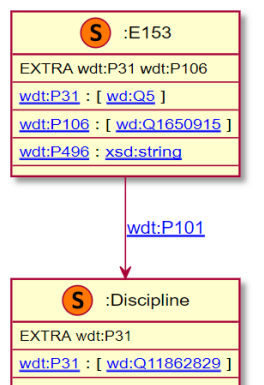 S :E153
EXTRA wdt:P31 wdt:P106
wdt:P31 : [ wd:Q5 ]
wdt:P106 : [ wd:Q1650915 ]
wdt:P496 : xsd:string
wdt:P101
S :Discipline
EXTRA wdt:P31
wdt:P31 : [ wd:Q11862829 ]